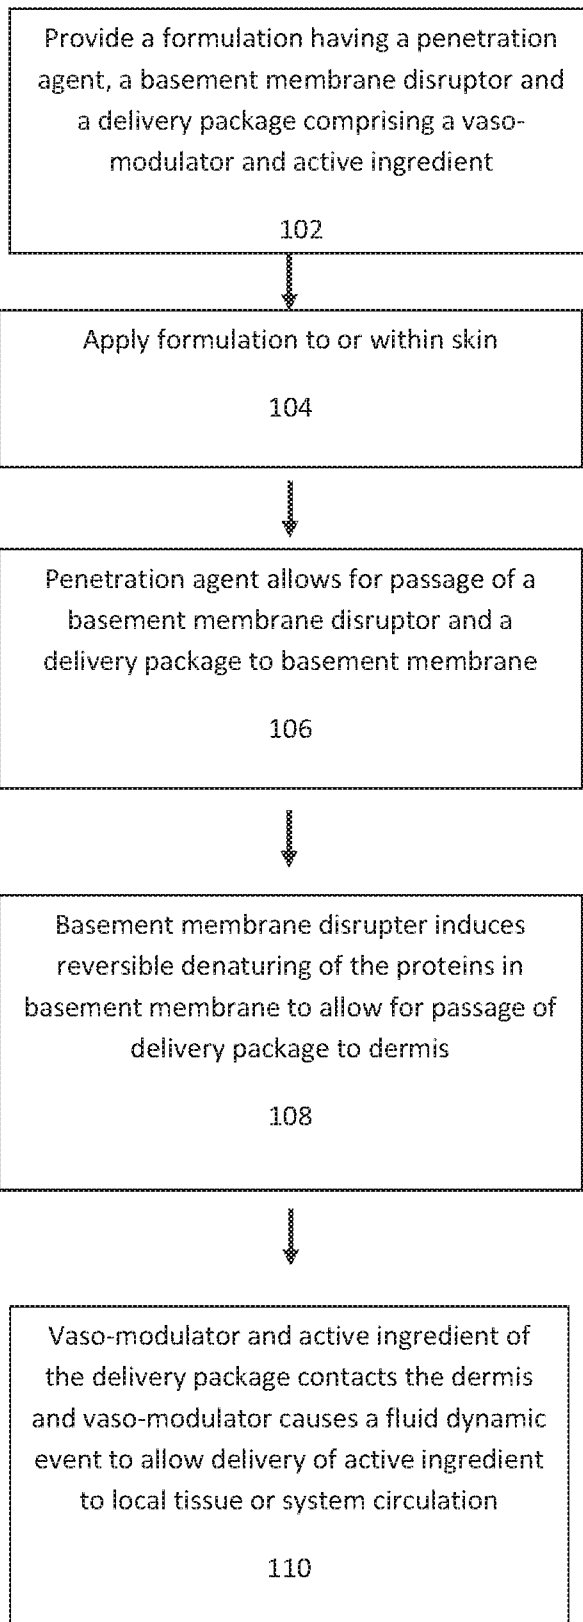 Provide a formulation having a penetration
agent, a basement membrane disruptor and
a delivery package comprising a vaso-
modulator and active ingredient
102
Apply formulation to or within skin
104
Penetration agent allows for passage of a
basement membrane disruptor and a
delivery package to basement membrane
106
Basement membrane disrupter induces
reversible denaturing of the proteins in
basement membrane to allow for passage of
delivery package to dermis
108
Vaso-modulator and active ingredient of
the delivery package contacts the dermis
and vaso-modulator causes a fluid dynamic
event to allow delivery of active ingredient
to local tissue or system circulation
110